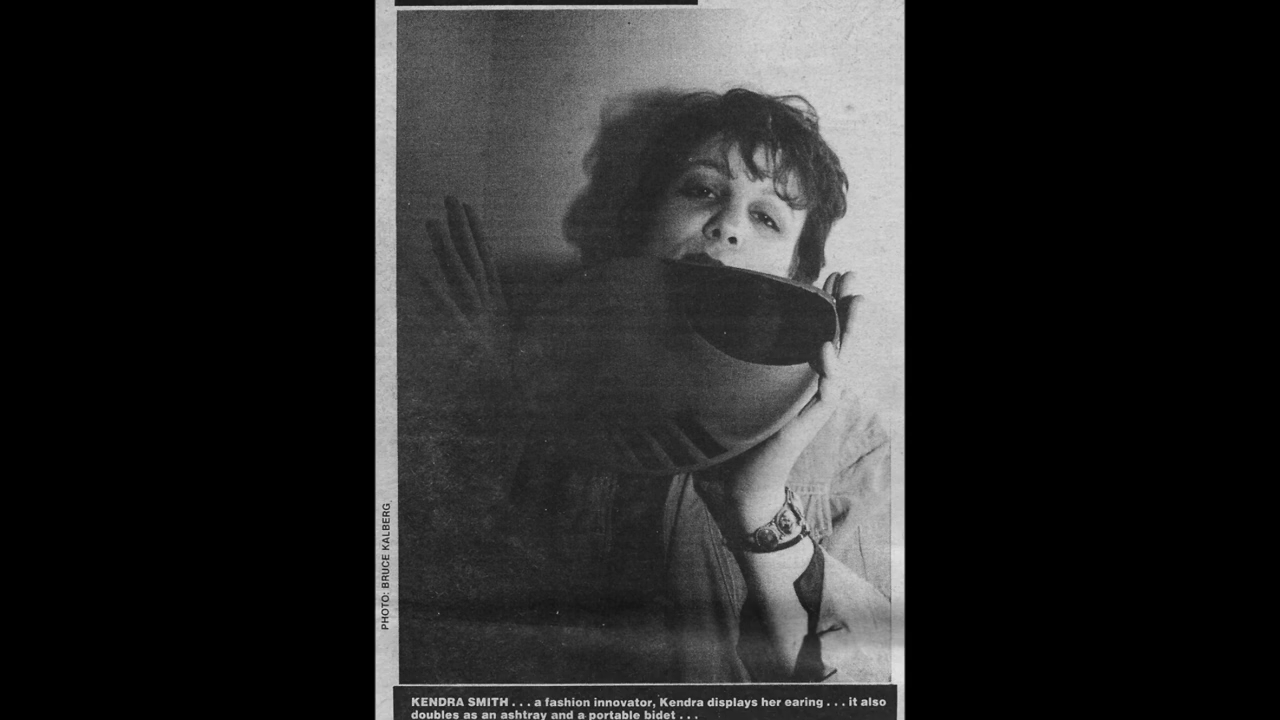 PHOTO: BRUCE KALBERG.
KENDRA SMITH . . . a fashion innovator, Kendra displays her earing . . . it also
doubles as an ashtray and a portable bidet . . .